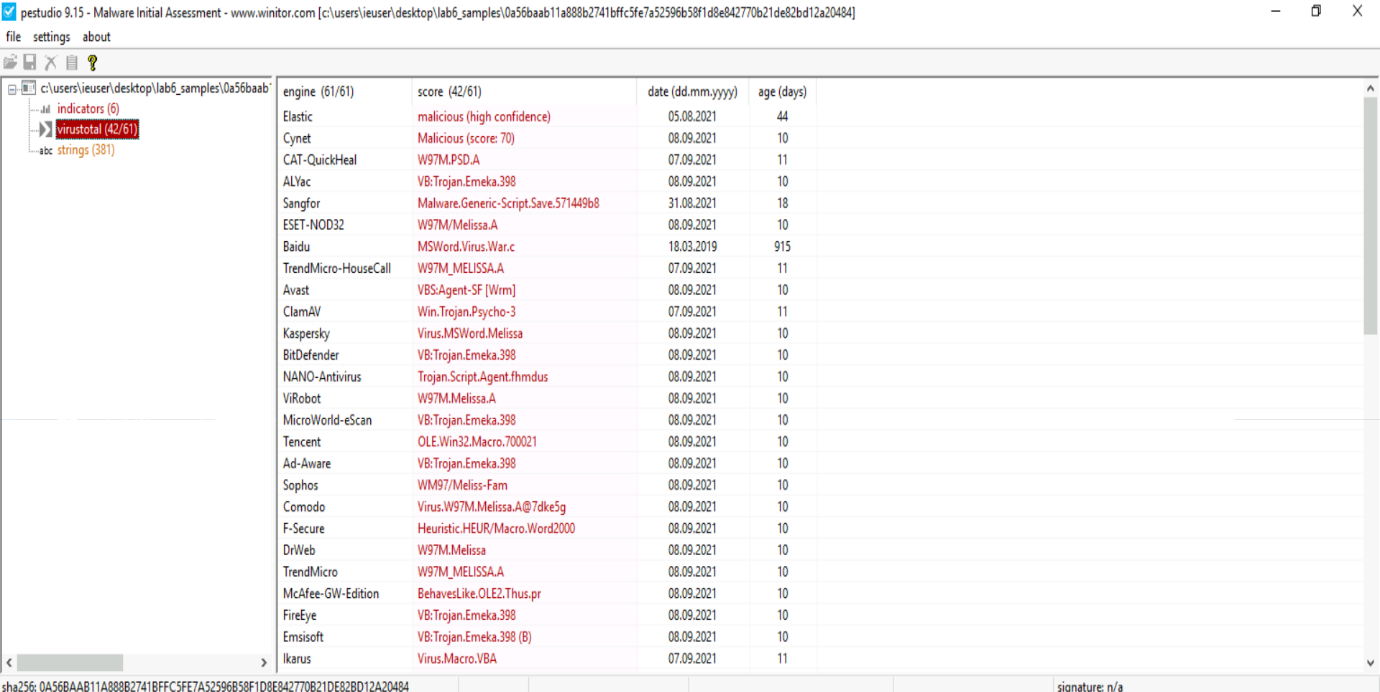 pestudio 9.15 - Malware Initial Assessment - www.winitor.com [c:\users\ieuser\desktop\lab6_samples\0a56baab11a888b2741bffc5fe7a52596b58f1d8e842770b21de82bd12a20484]
file settings about
c:\users\ieuser\desktop\lab6_samples\0a56baab1
indicators (6)
virustotal (42/61)
abc strings (381)
engine (61/61) score (42/61) date (dd.mm.yyyy) age (days)
Elastic malicious (high confidence) 05.08.2021 44
Cynet Malicious (score: 70) 08.09.2021 10
CAT-QuickHeal W97M.PSD.A 07.09.2021 11
ALYac VB:Trojan.Emeka.398 08.09.2021 10
Sangfor Malware.Generic-Script.Save.571449b8 31.08.2021 18
ESET-NOD32 W97M/Melissa.A 08.09.2021 10
Baidu MSWord.Virus.War.c 18.03.2019 915
TrendMicro-HouseCall W97M_MELISSA.A 07.09.2021 11
Avast VBS:Agent-SF [Wrm] 08.09.2021 10
ClamAV Win.Trojan.Psycho-3 07.09.2021 11
Kaspersky Virus.MSWord.Melissa 08.09.2021 10
BitDefender VB:Trojan.Emeka.398 08.09.2021 10
NANO-Antivirus Trojan.Script.Agent.fhmdus 08.09.2021 10
ViRobot W97M.Melissa.A 08.09.2021 10
MicroWorld-eScan VB:Trojan.Emeka.398 08.09.2021 10
Tencent OLE.Win32.Macro.700021 08.09.2021 10
Ad-Aware VB:Trojan.Emeka.398 08.09.2021 10
Sophos WM97/Meliss-Fam 08.09.2021 10
Comodo Virus.W97M.Melissa.A@7dke5g 08.09.2021 10
F-Secure Heuristic.HEUR/Macro.Word2000 08.09.2021 10
DrWeb W97M.Melissa 08.09.2021 10
TrendMicro W97M_MELISSA.A 08.09.2021 10
McAfee-GW-Edition BehavesLike.OLE2.Thus.pr 08.09.2021 10
FireEye VB:Trojan.Emeka.398 08.09.2021 10
Emsisoft VB:Trojan.Emeka.398 (B) 08.09.2021 10
Ikarus Virus.Macro.VBA 07.09.2021 11
sha256: 0A56BAAB11A888B2741BFFC5FE7A52596B58F1D8E842770B21DE82BD12A20484 signature: n/a